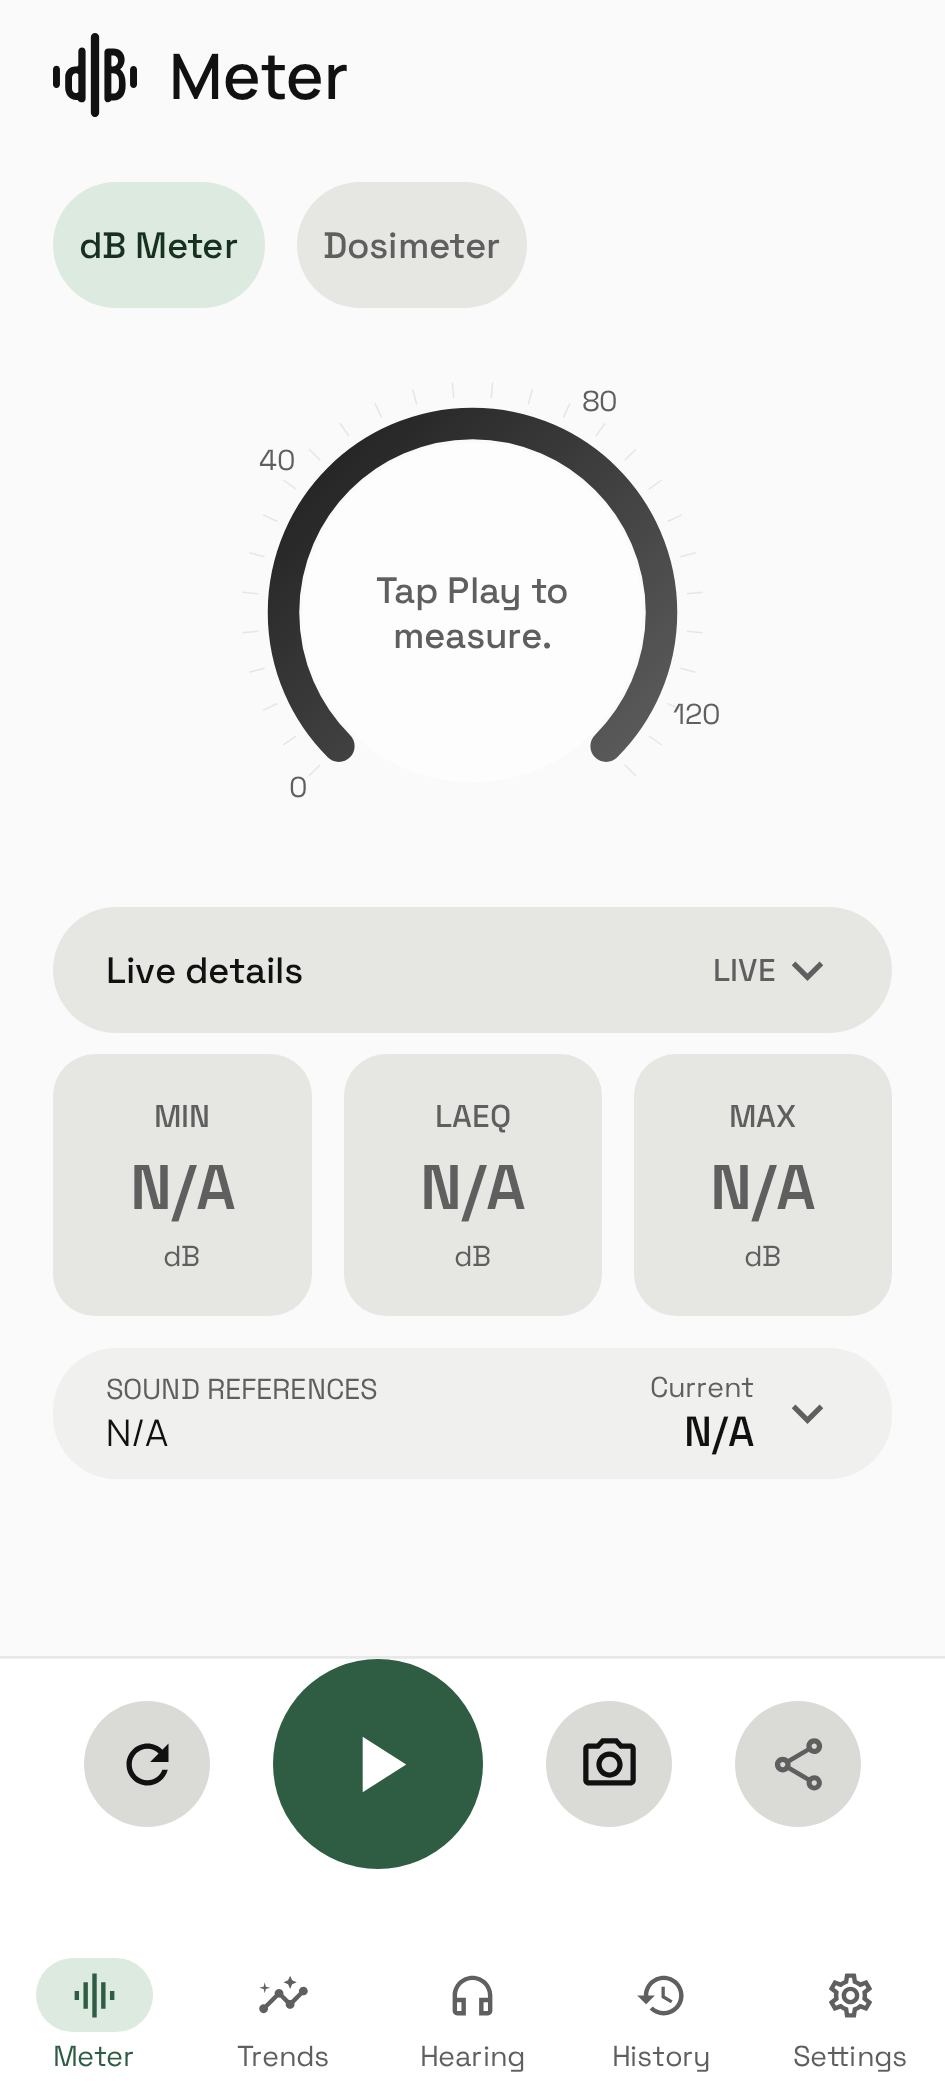 dB Meter
dB Meter
Dosimeter
80
40
Tap Play to
measure.
120
0
Live details
LIVE
MIN
LAEQ
MAX
N/A
N/A
N/A
dB
dB
dB
SOUND REFERENCES
Current
N/A
N/A
Meter
Trends
Hearing
History
Settings